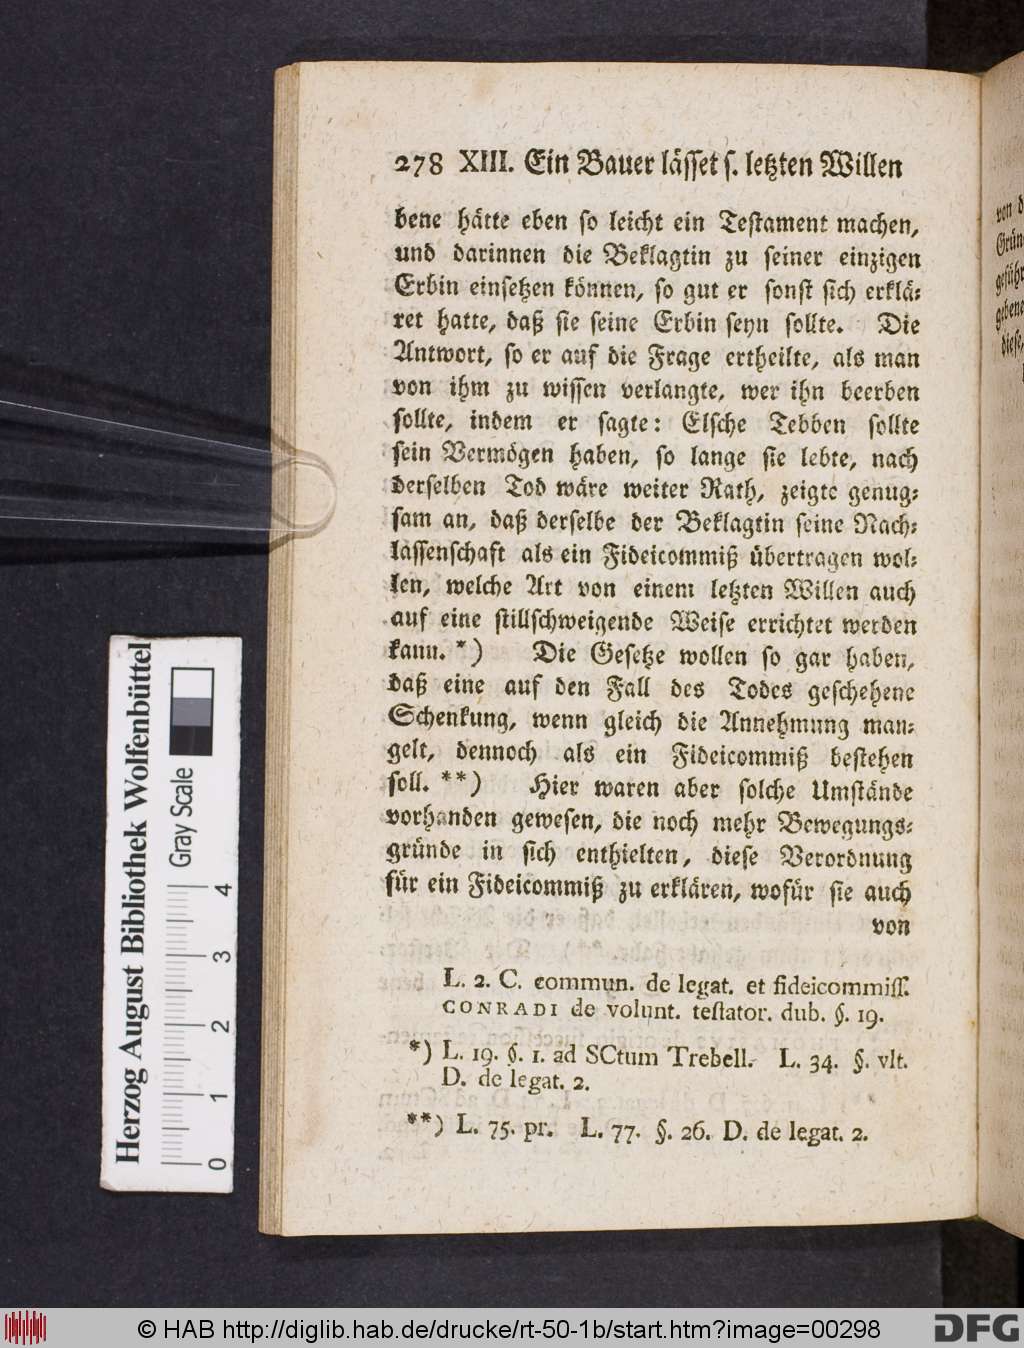 278 XIII. Ein Bauer lässet s. letzten Willen
bene hätte eben so leicht ein Testament machen,
und darinnen die Beklagtin zu seiner einzigen
Erbin einsetzen können, so gut er sonst sich erklä-
ret hatte, daß sie seine Erbin seyn sollte. Die
Antwort, so er auf die Frage ertheilte, als man
von ihm zu wissen verlangte, wer ihn beerben
sollte, indem er sagte: Elsche Tebben sollte
sein Vermögen haben, so lange sie lebte, nach
derselben Tod wäre weiter Rath, zeigte genug-
sam an, daß derselbe der Beklagtin seine Nach-
lassenschaft als ein Fideicommiß übertragen wol-
len, welche Art von einem letzten Willen auch
auf eine stillschweigende Weise errichtet werden
kann. *) Die Gesetze wollen so gar haben,
daß eine auf den Fall des Todes geschehene
Schenkung, wenn gleich die Annehmung man-
gelt, dennoch als ein Fideicommiß bestehen
soll. **) Hier waren aber solche Umstände
vorhanden gewesen, die noch mehr Bewegungs-
gründe in sich enthielten, diese Verordnung
für ein Fideicommiß zu erklären, wofür sie auch
von
L. 2. C. commun. de legat. et fideicommiss.
CONRADI de volunt. testator. dub. §. 19.
*) L. 19. §. 1. ad SCtum Trebell. L. 34. §. vlt.
D. de legat. 2.
**) L. 75. pr. L. 77. §. 26. D. de legat. 2.
Herzog August Bibliothek Wolfenbüttel
Gray Scale
0 1 2 3 4
© HAB http://diglib.hab.de/drucke/rt-50-1b/start.htm?image=00298
DFG